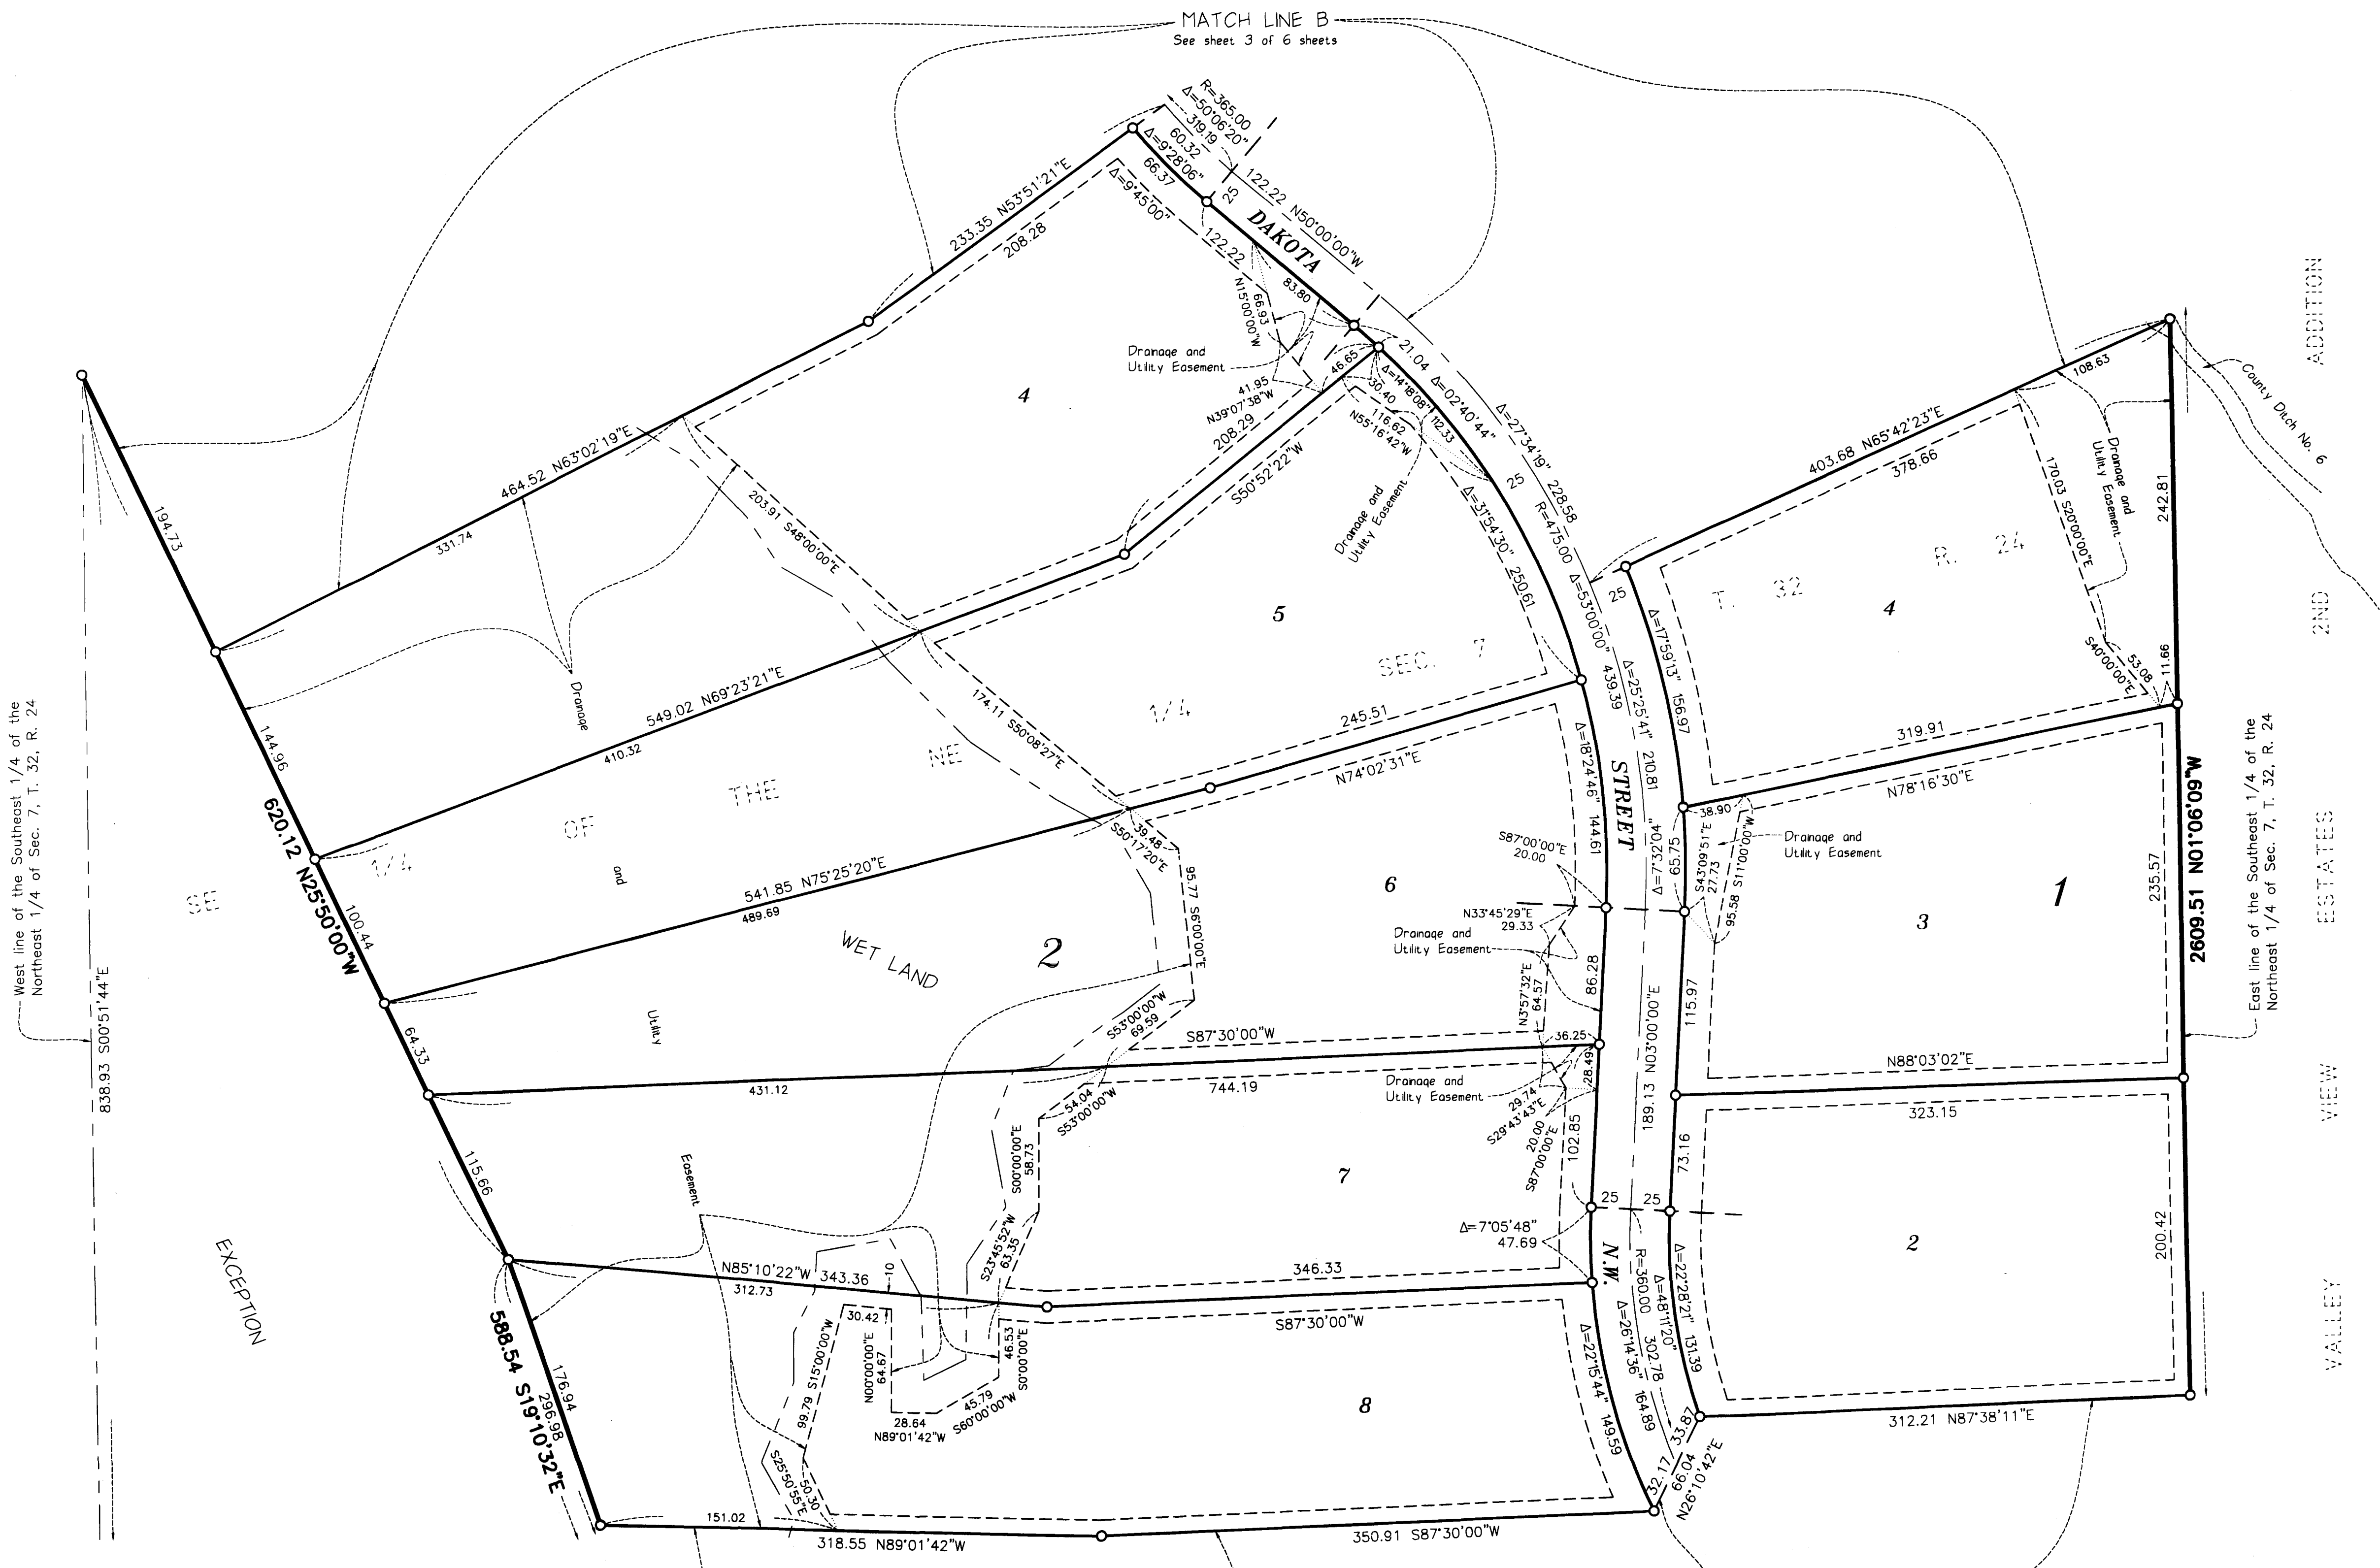 MATCH LINE B
See sheet 3 of 6 sheets
R=365.00
Δ=50°06'20"
319.19
60.32
Δ=9°28'06"
66.37
25
122.22 N50°00'00"W
DAKOTA
233.35 N53°51'21"E
208.28
Δ=9°45'00"
122.22
83.80
66.93
N15°00'00"W
Drainage and
Utility Easement
4
41.95
N39°07'38"W
208.29
46.65
S50°52'22"W
30.40
Δ=14°18'08" 112.33
116.62
N55°16'42"W
21.04 Δ=02°40'44"
Δ=27°34'19" 228.58
25
R=475.00 Δ=53°00'00" 439.39
Δ=31°54'30" 250.61
Drainage and
Utility Easement
194.73
464.52 N63°02'19"E
331.74
203.91 S48°00'00"E
Drainage
144.96
549.02 N69°23'21"E
410.32
5
174.11 S50°08'27"E
SEC. 7
1/4
NE
THE
OF
1/4
SE
245.51
N74°02'31"E
620.12 N25°50'00"W
100.44
and
541.85 N75°25'20"E
489.69
39.48
S50°17'20"E
95.77 S6°00'00"E
6
2
WET LAND
Utility
64.33
S53°00'00"W
69.59
S87°30'00"W
431.12
744.19
Δ=18°24'46" 144.61
S87°00'00"E
20.00
N33°45'29"E
29.33
Drainage and
Utility Easement
N3°57'32"E
64.57
86.28
36.25
28.49
Drainage and
Utility Easement
29.74
S29°43'43"E
20.00
S87°00'00"E
102.85
STREET
Δ=25°25'41" 210.81
Δ=7°32'04"
65.75
189.13 N03°00'00"E
115.97
73.16
25
25
54.04
S53°00'00"W
S00°00'00"E
58.73
7
S23°45'52"W
63.35
Δ=7°05'48"
47.69
346.33
115.66
Easement
N85°10'22"W 343.36
312.73
10
S87°30'00"W
30.42
N00°00'00"E
64.67
46.53
S0°00'00"E
99.79 S15°00'00"W
28.64
N89°01'42"W
45.79
S60°00'00"W
S25°50'55"E
50.30
8
588.54 S19°10'32"E
176.94
296.98
151.02
318.55 N89°01'42"W
350.91 S87°30'00"W
N.W.
R=360.00
Δ=48°11'20"
302.78
Δ=26°14'36" 164.89
Δ=22°15'44" 149.59
Δ=22°28'21" 131.39
32.17
33.87
66.04
N26°10'42"E
312.21 N87°38'11"E
403.68 N65°42'23"E
378.66
108.63
25
Δ=17°59'13" 156.97
T. 32
R. 24
4
170.03 S20°00'00"E
Drainage and
Utility Easement
242.81
S40°00'00"E
53.08
11.66
319.91
N78°16'30"E
38.90
S43°09'51"E
27.73
95.58 S11°00'00"W
Drainage and
Utility Easement
3
1
235.57
N88°03'02"E
323.15
2
200.42
2609.51 N01°06'09"W
East line of the Southeast 1/4 of the
Northeast 1/4 of Sec. 7, T. 32, R. 24
County Ditch No. 6
VALLEY VIEW ESTATES 2ND ADDITION
West line of the Southeast 1/4 of the
Northeast 1/4 of Sec. 7, T. 32, R. 24
838.93 S00°51'44"E
EXCEPTION